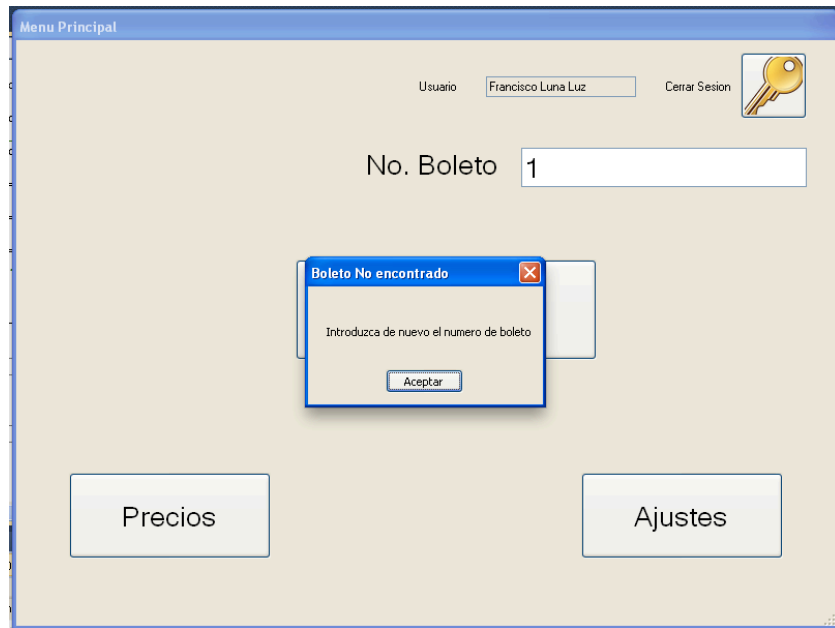 Menu Principal
Usuario Francisco Luna Luz Cerrar Sesion
No. Boleto 1
Boleto No encontrado
Introduzca de nuevo el numero de boleto
Aceptar
Precios Ajustes